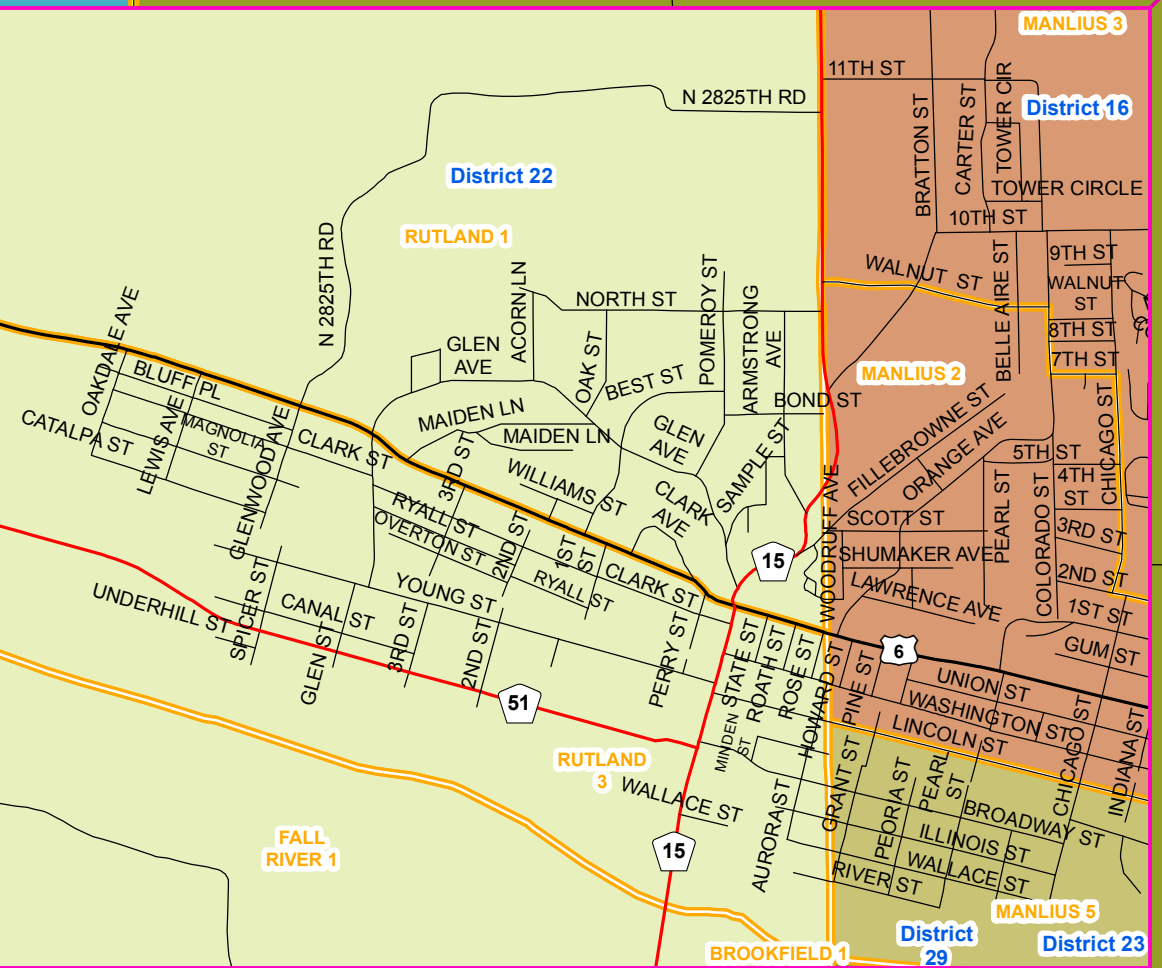 MANLIUS 3
11TH ST
N 2825TH RD
BRATTON ST
CARTER ST
TOWER CIR
District 16
District 22
TOWER CIRCLE
10TH ST
RUTLAND 1
N 2825TH RD
WALNUT ST
BELLE AIRE ST
9TH ST
WALNUT
ST
8TH ST
7TH ST
ACORN LN
NORTH ST
POMEROY ST
ARMSTRONG
AVE
OAKDALE AVE
GLEN
AVE
OAK ST
BEST ST
BOND ST
MANLIUS 2
BLUFF PL
CATALPA ST
LEWIS AVE
MAGNOLIA
ST
GLENWOOD AVE
CLARK ST
MAIDEN LN
MAIDEN LN
3RD ST
GLEN
AVE
SAMPLE ST
FILLEBROWNE ST
ORANGE AVE
CHICAGO ST
5TH ST
4TH
ST
WILLIAMS ST
CLARK
AVE
WOODRUFF AVE
RYALL ST
OVERTON ST
2ND ST
1ST
ST
SCOTT ST
PEARL ST
COLORADO ST
3RD ST
SHUMAKER AVE
15
2ND ST
RYALL ST
CLARK ST
LAWRENCE AVE
1ST ST
UNDERHILL ST
SPICER ST
CANAL ST
YOUNG ST
GLEN ST
3RD ST
2ND ST
PERRY ST
STATE ST
ROATH ST
ROSE ST
HOWARD ST
PINE ST
6
GUM ST
UNION ST
WASHINGTON ST
LINCOLN ST
CHICAGO ST
INDIANA ST
51
MINDEN
ST
RUTLAND
3
WALLACE ST
AURORA ST
GRANT ST
PEORIA ST
PEARL
ST
BROADWAY ST
ILLINOIS ST
WALLACE ST
RIVER ST
15
FALL
RIVER 1
MANLIUS 5
BROOKFIELD 1
District
29
District 23